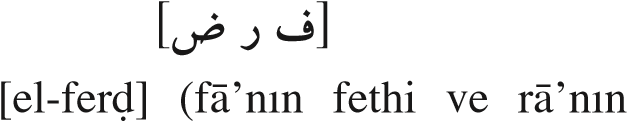 [ف ر ض]
[el-ferḍ] (fā’nın fethi ve rā’nın